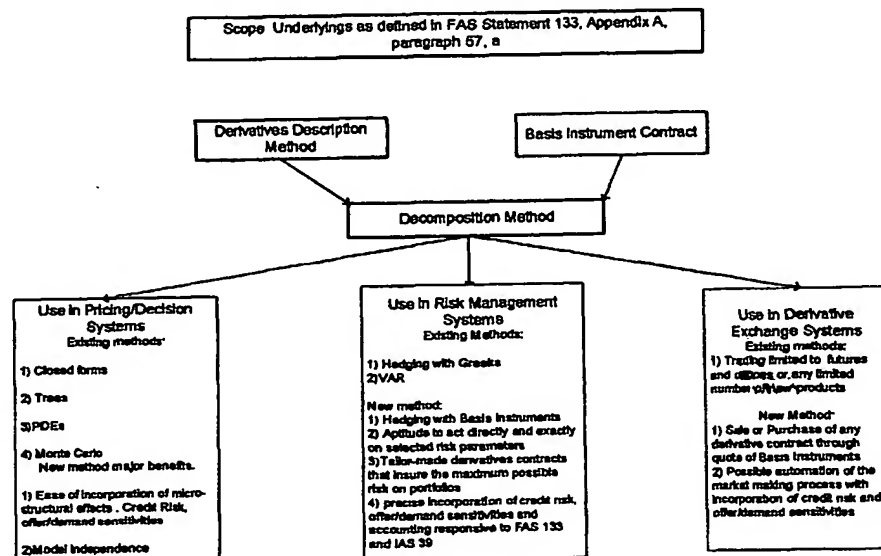 Scope Underlyings as defined in FAS Statement 133, Appendix A,
paragraph 57, a
Derivatives Description
Method
Basis Instrument Contract
Decomposition Method
Use in Pricing/Decision
Systems
Existing methods:
1) Closed forms
2) Trees
3)PDEs
4) Monte Carlo
New method major benefits.
1) Ease of incorporation of micro-
structural effects . Credit Risk,
offer/demand sensitivities
2)Model Independence
Use in Risk Management
Systems
Existing Methods:
1) Hedging with Greeks
2)VAR
New method:
1) Hedging with Basis Instruments
2) Aptitude to act directly and exactly
on selected risk parameters
3)Tailor-made derivatives contracts
that insure the maximum possible
risk on portfolios
4) precise incorporation of credit risk,
offer/demand sensitivities and
accounting responsive to FAS 133
and IAS 39
Use in Derivative
Exchange Systems
Existing methods:
1) Trading limited to futures
and or any limited
number products
New Method
1) Sale or Purchase of any
derivative contract through
quote of Basis Instruments
2) Possible automation of the
market making process with
incorporation of credit risk and
offer/demand sensitivities